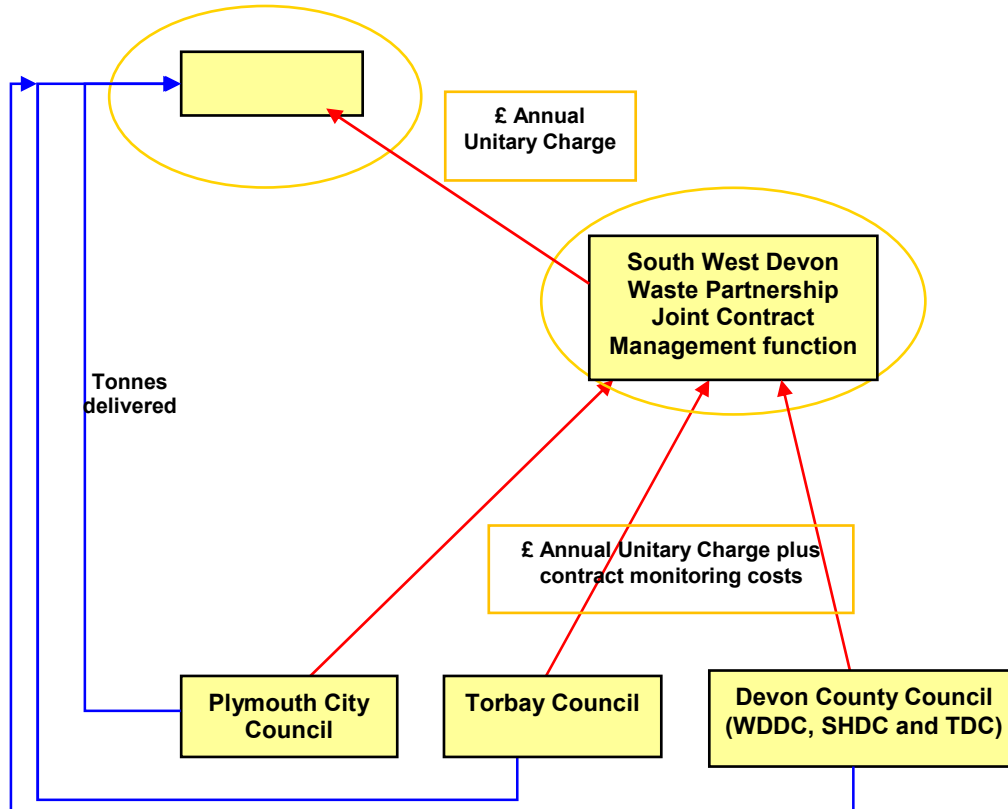 £ Annual
Unitary Charge
South West Devon
Waste Partnership
Joint Contract
Management function
Tonnes
delivered
£ Annual Unitary Charge plus
contract monitoring costs
Plymouth City
Council
Torbay Council
Devon County Council
(WDDC, SHDC and TDC)